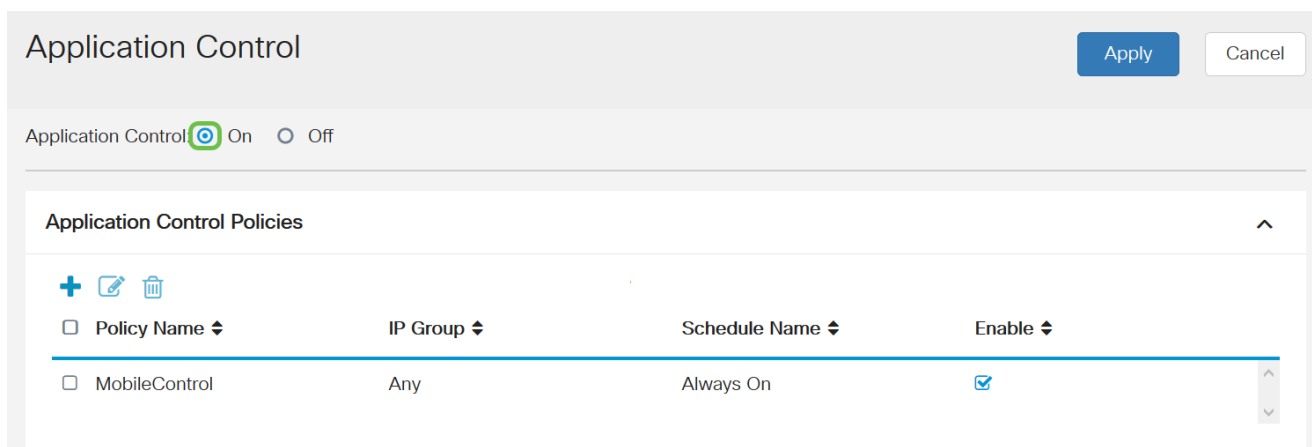 Application Control
Apply
Cancel
Application Control: On Off
Application Control Policies
Policy Name IP Group Schedule Name Enable
MobileControl Any Always On